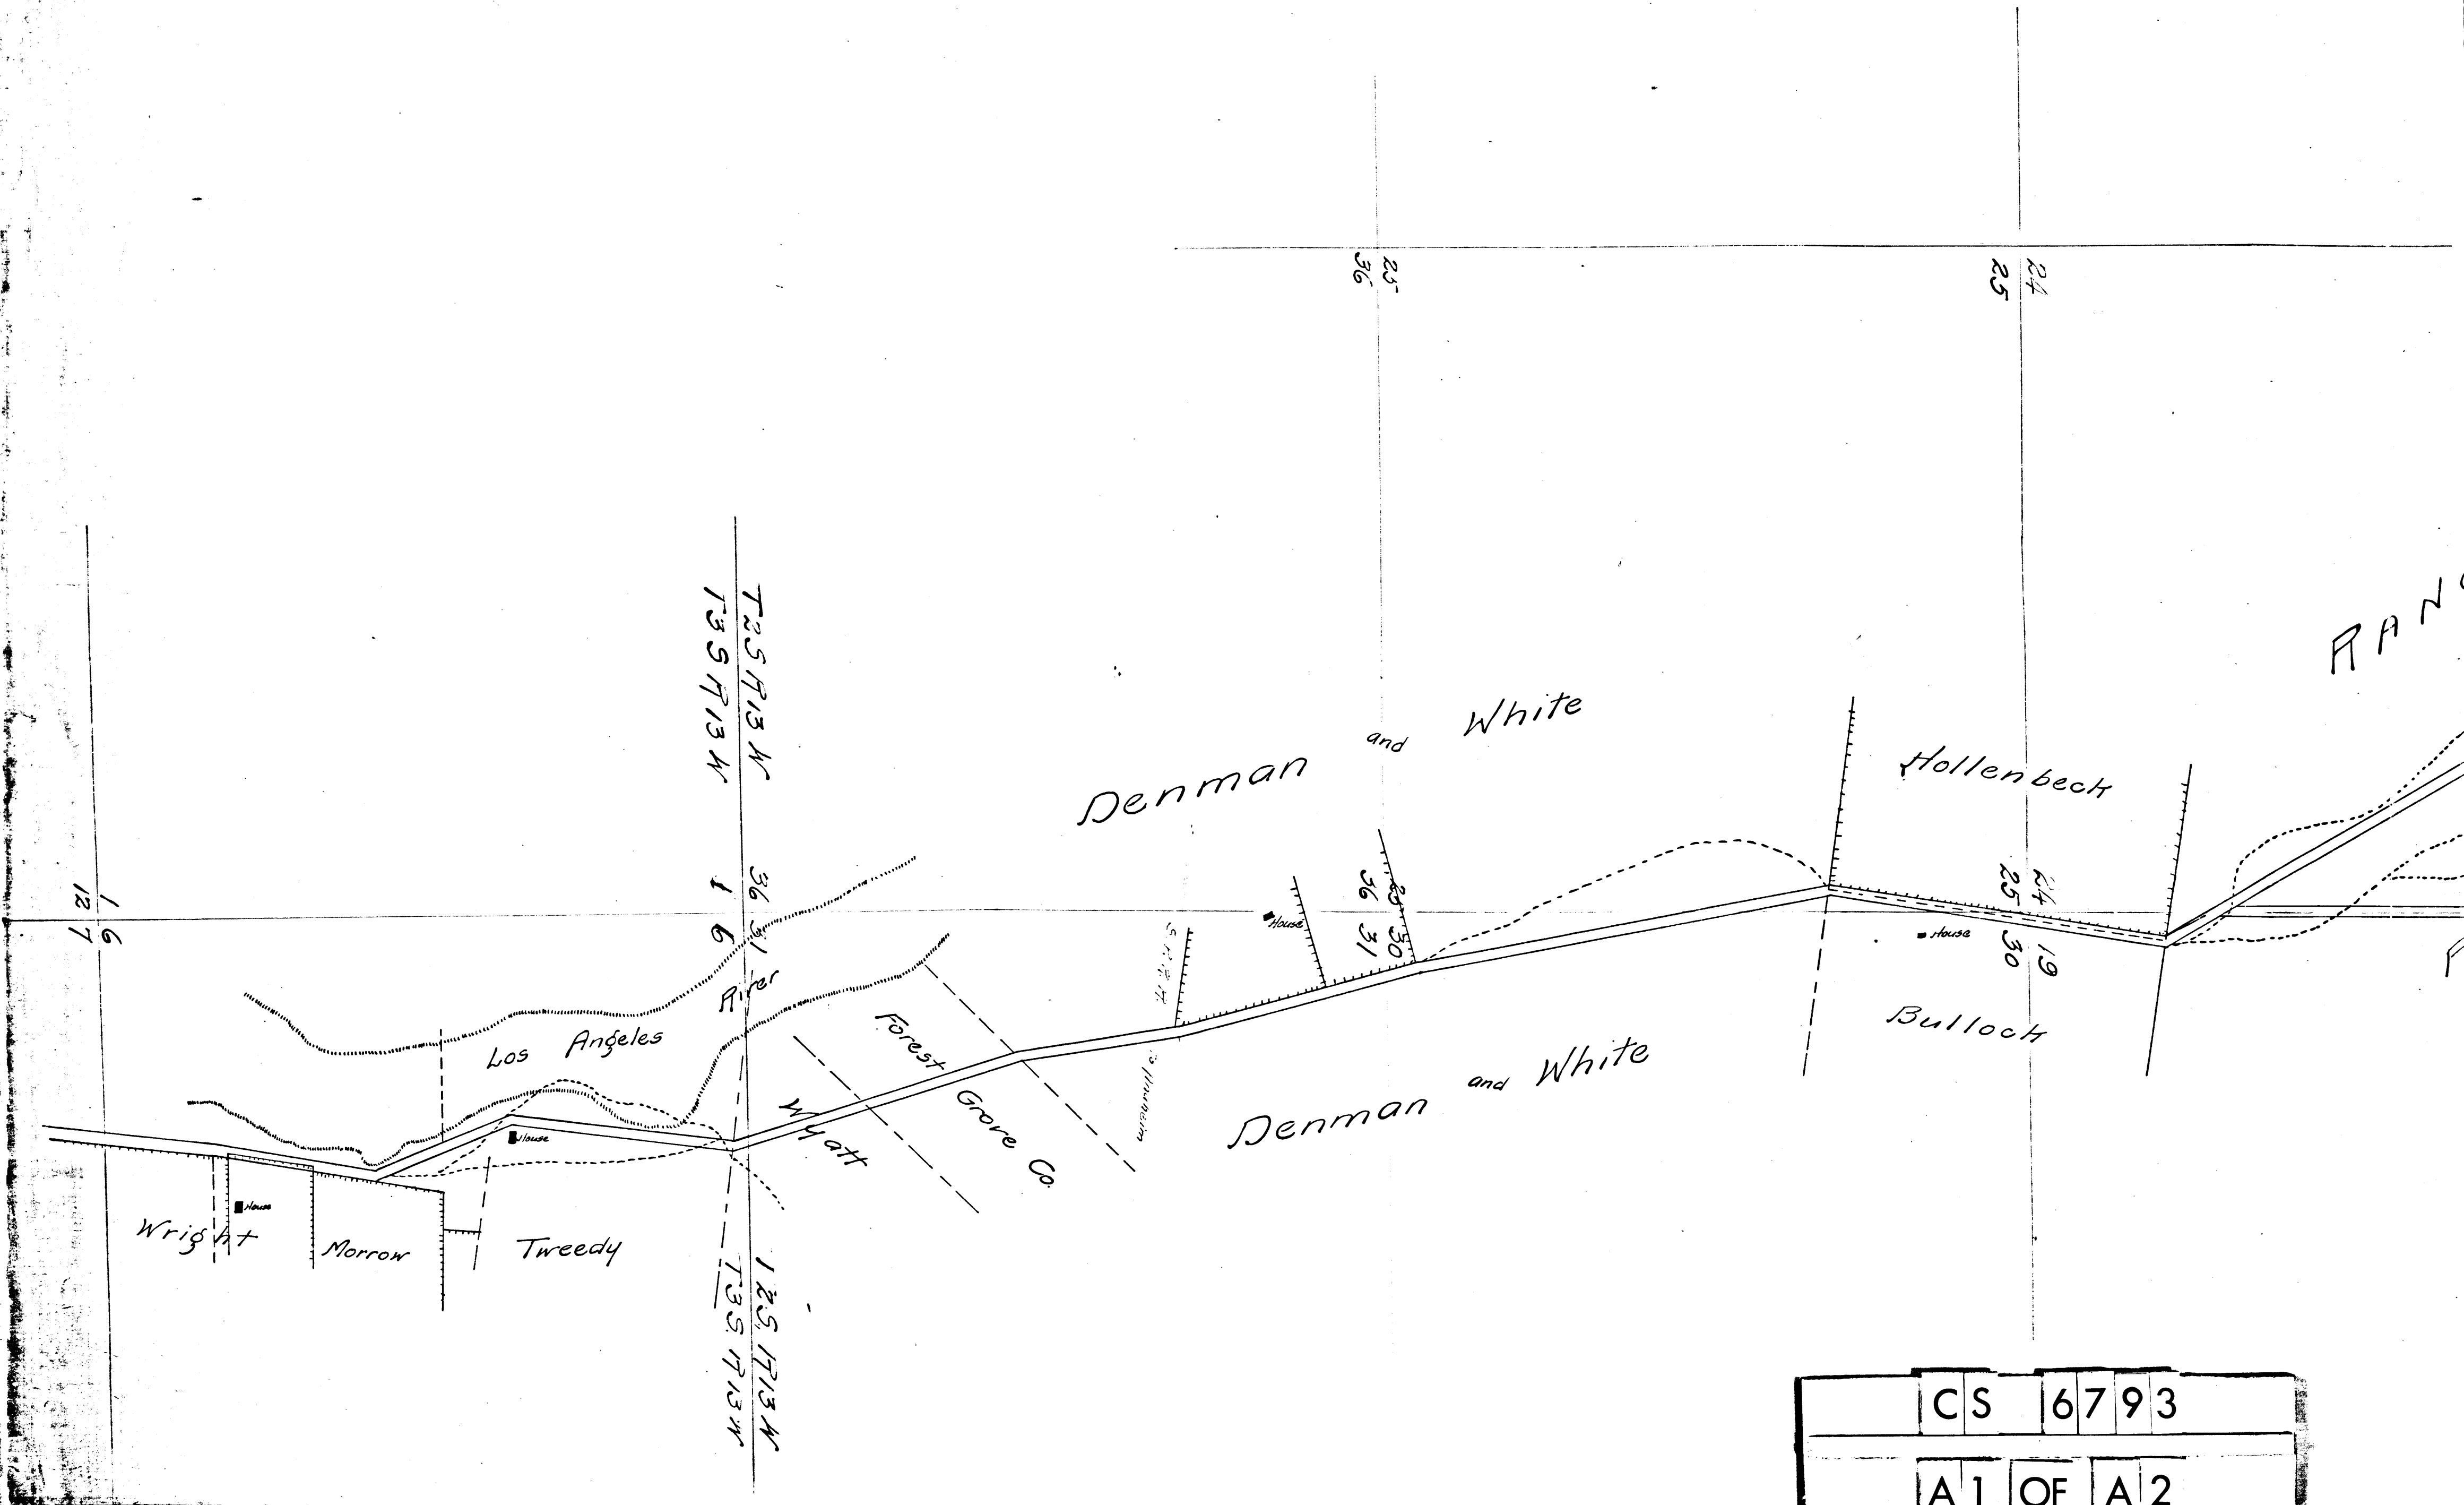 25
36
24
25
RAN
T2S R13W
T3S R13W
Denman and White
Hollenbeck
1 6
12 7
36 31
1 6
25 30
36 31
24 19
25 30
House
House
River
Los Angeles
Forest Grove Co.
Wyatt
Denman and White
Bullock
House
House
Wright
Morrow
Tweedy
T2S, R13W
T3S. R13W
CS 6793
A1 OF A2